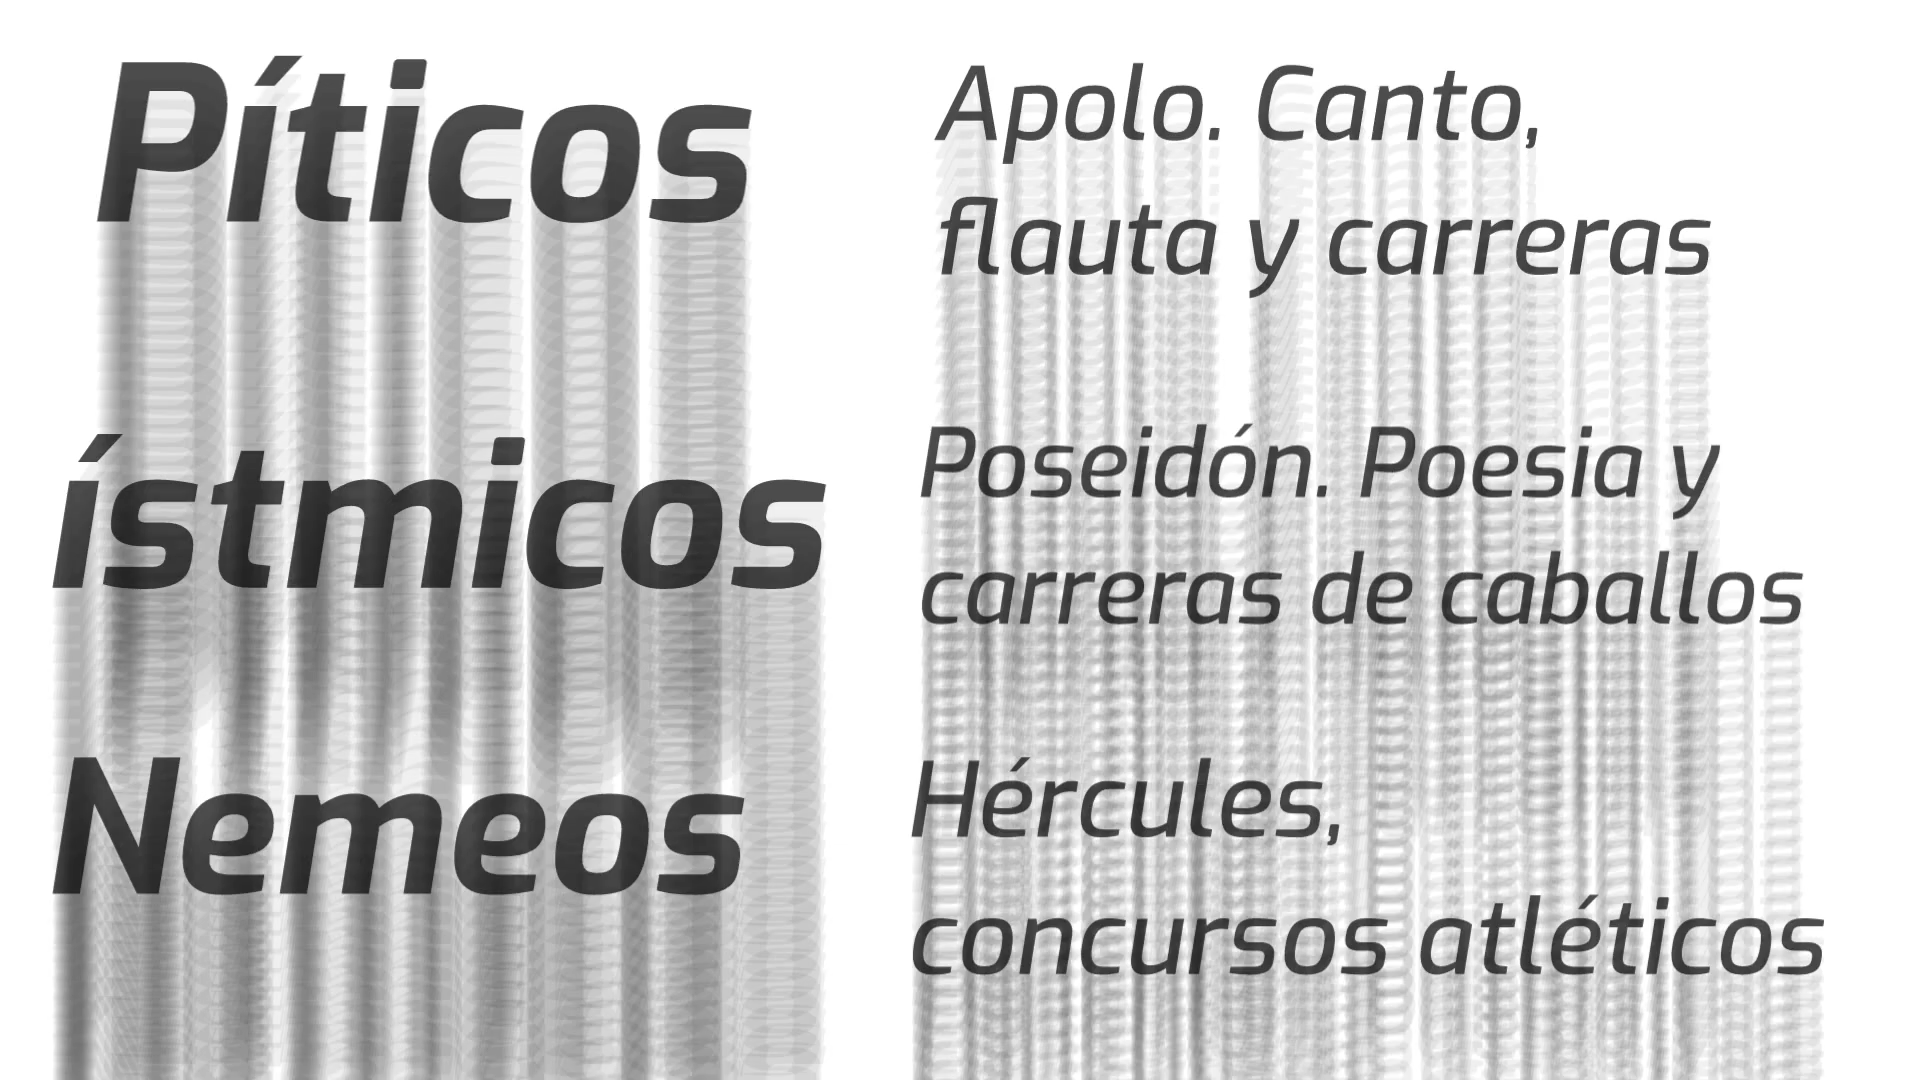 Píticos
Apolo. Canto,
flauta y carreras
ístmicos
Poseidón. Poesia y
carreras de caballos
Nemeos
Hércules,
concursos atléticos